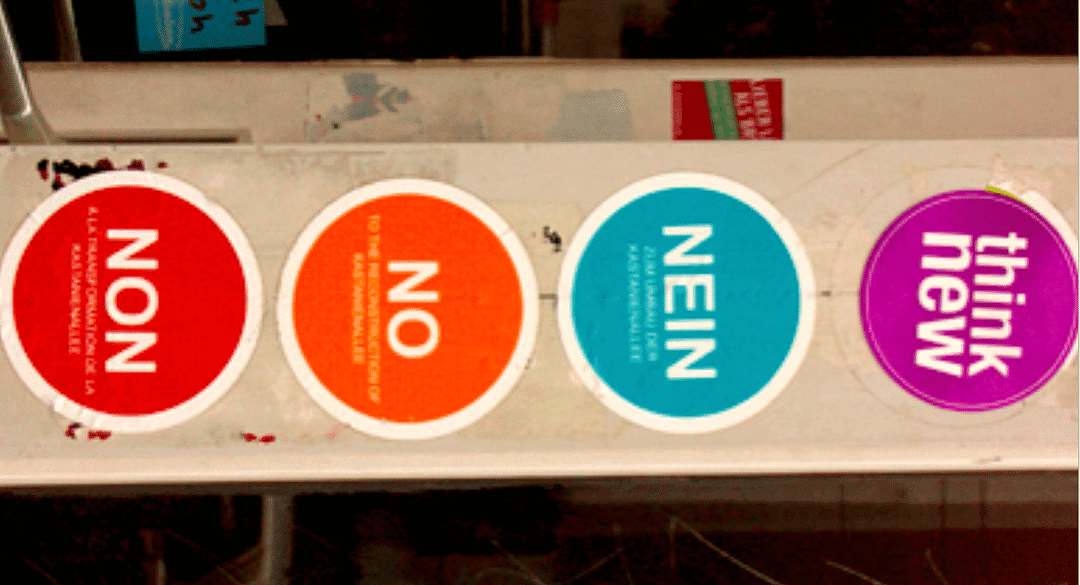 think
new
NEIN
ZUM UMBAU DER
KASTANIENALLEE
NO
TO THE RECONSTRUCTION OF
KASTANIENALLEE
NON
À LA TRANSFORMATION DE LA
KASTANIENALLEE